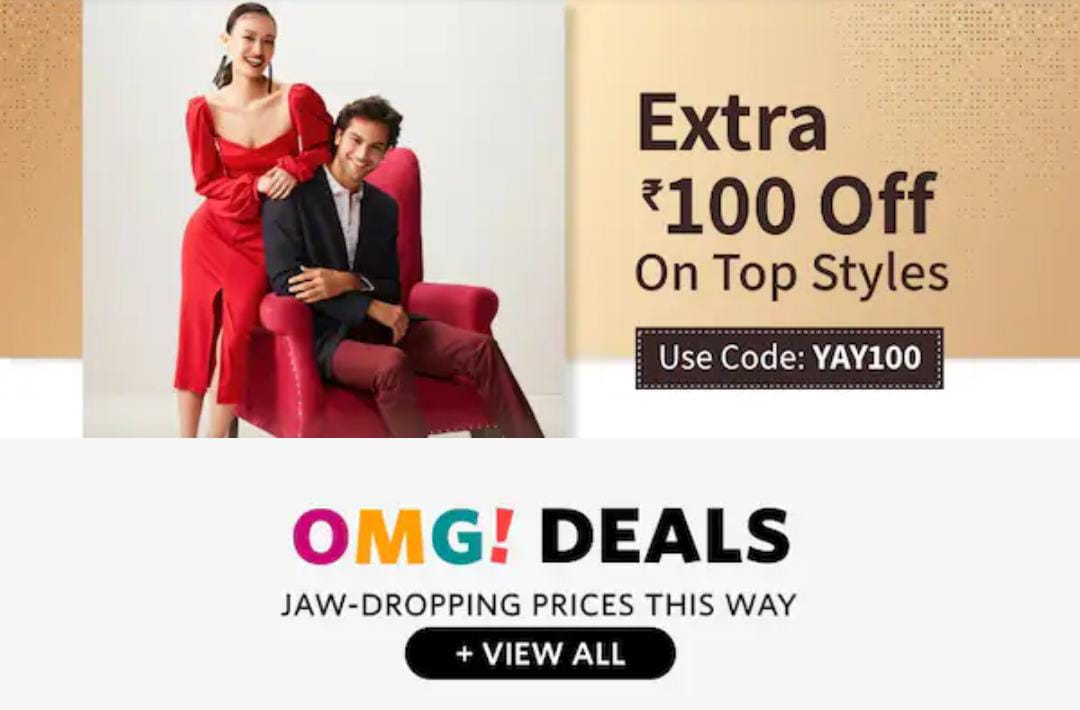 Extra
₹100 Off
On Top Styles
Use Code: YAY100
OMG! DEALS
JAW-DROPPING PRICES THIS WAY
+ VIEW ALL